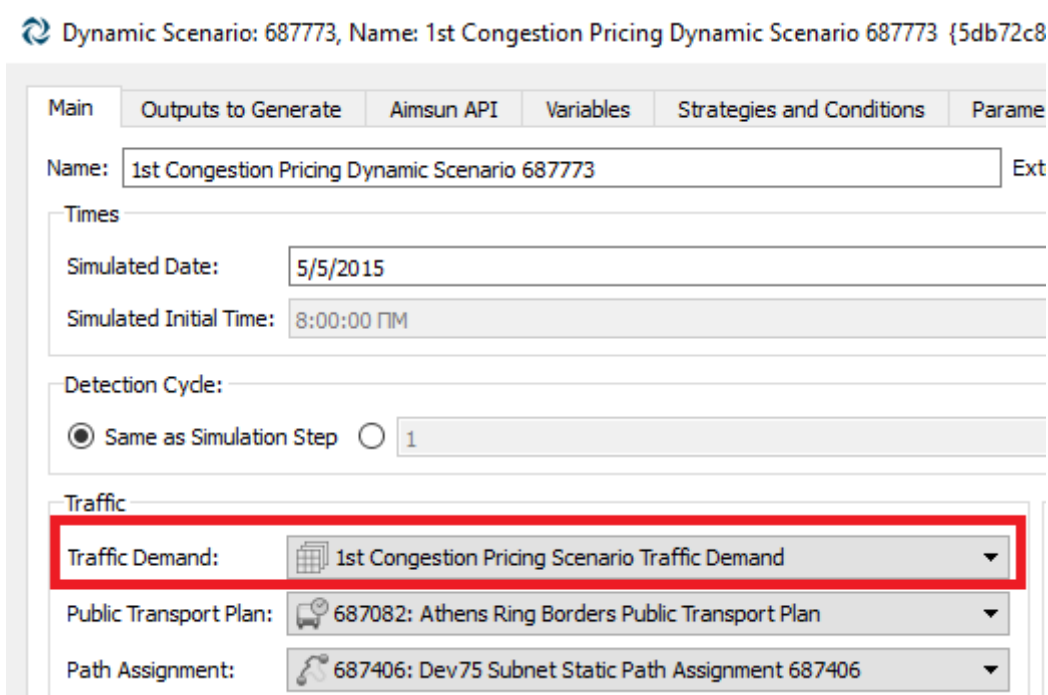 Dynamic Scenario: 687773, Name: 1st Congestion Pricing Dynamic Scenario 687773 {5db72c8
Main Outputs to Generate Aimsun API Variables Strategies and Conditions Parame
Name: 1st Congestion Pricing Dynamic Scenario 687773 Ext
Times
Simulated Date: 5/5/2015
Simulated Initial Time: 8:00:00 ΠΜ
Detection Cycle:
Same as Simulation Step 1
Traffic
Traffic Demand: 1st Congestion Pricing Scenario Traffic Demand
Public Transport Plan: 687082: Athens Ring Borders Public Transport Plan
Path Assignment: 687406: Dev75 Subnet Static Path Assignment 687406